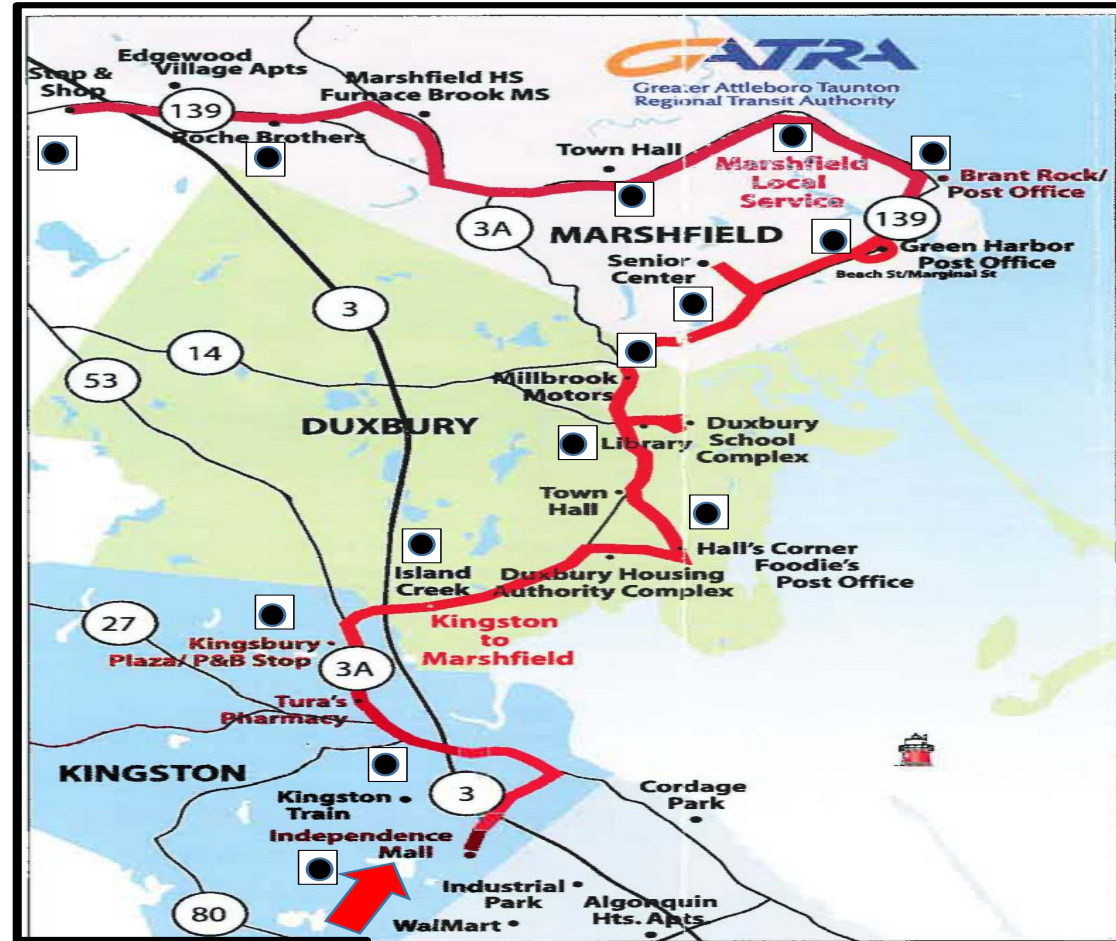 GATRA
Greater Attleboro Taunton
Regional Transit Authority
Stop &
Shop
Edgewood
Village Apts
139
Roche Brothers
Marshfield HS
Furnace Brook MS
Town Hall
Marshfield
Local
Service
Brant Rock/
Post Office
139
3A
MARSHFIELD
Green Harbor
Post Office
Beach St/Marginal St
Senior
Center
3
14
53
Millbrook
Motors
DUXBURY
Library
Duxbury
School
Complex
Town
Hall
Hall's Corner
Foodie's
Post Office
Island
Creek
Duxbury Housing
Authority Complex
27
Kingston
to
Marshfield
Kingsbury
Plaza/ P&B Stop
3A
Tura's
Pharmacy
KINGSTON
Kingston
Train
3
Cordage
Park
Independence
Mall
Industrial
Park
Algonquin
Hts. Apts.
WalMart
80